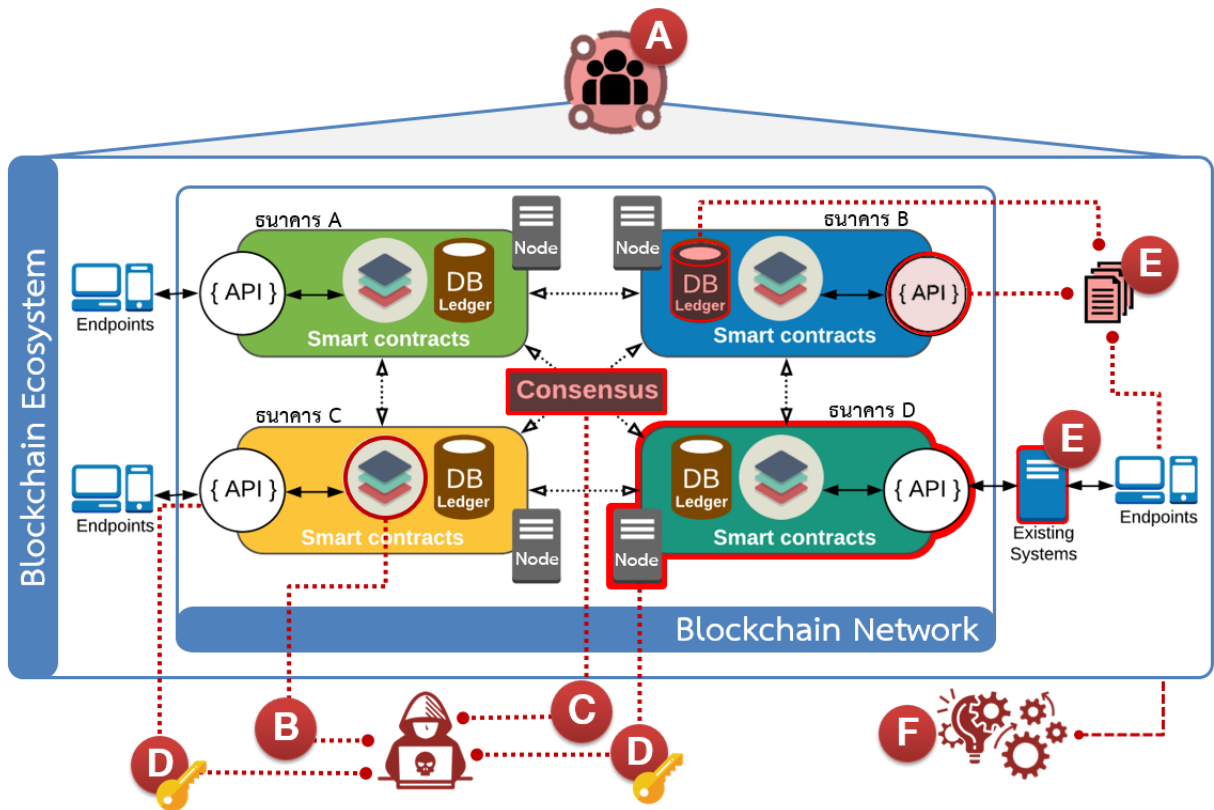 A
Blockchain Ecosystem
ธนาคาร A
Node
{ API }
DB
Ledger
Smart contracts
Endpoints
Node
ธนาคาร B
DB
Ledger
{ API }
Smart contracts
E
Consensus
ธนาคาร C
{ API }
DB
Ledger
Smart contracts
Node
Endpoints
ธนาคาร D
DB
Ledger
{ API }
Smart contracts
Node
E
Existing
Systems
Endpoints
Blockchain Network
B
C
D
D
F